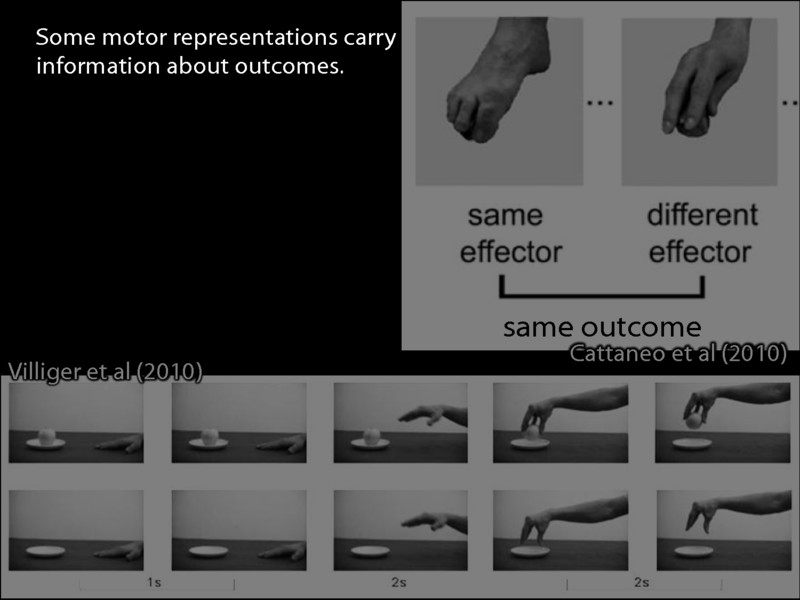 Some motor representations carry
information about outcomes.
...
..
same
effector
different
effector
same outcome
Cattaneo et al (2010)
Villiger et al (2010)
1s
2s
2s